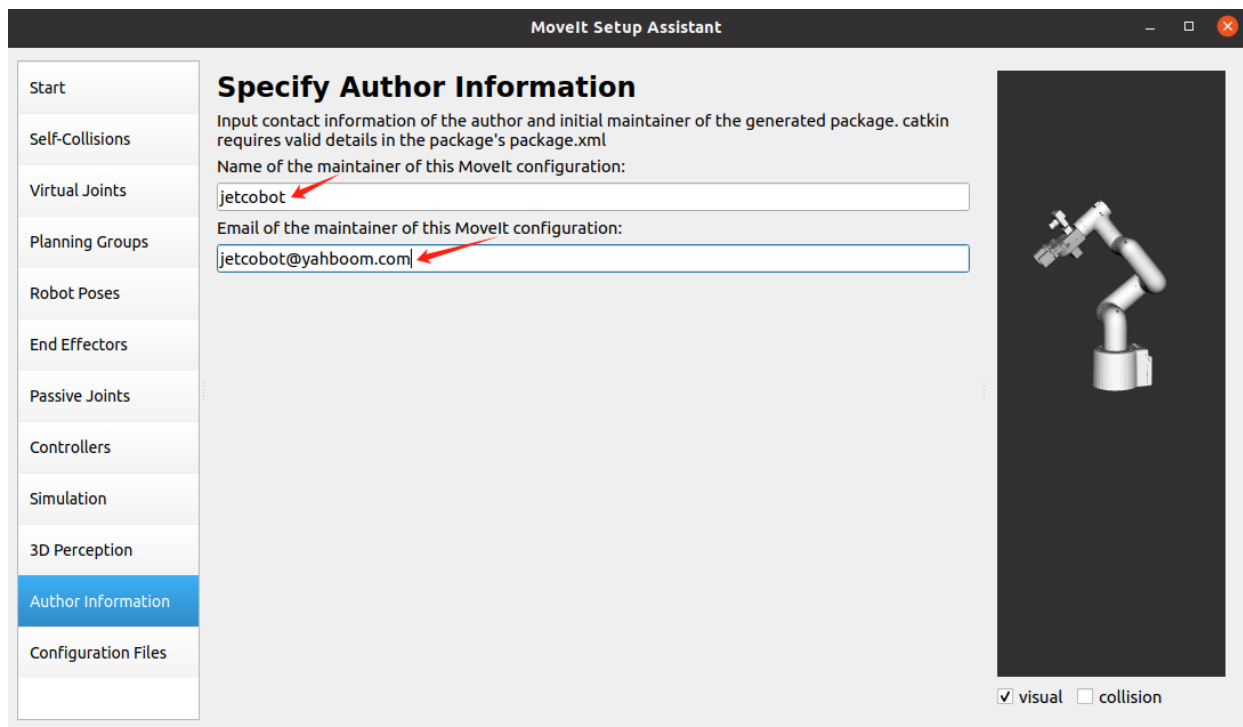 MoveIt Setup Assistant
Start
Self-Collisions
Virtual Joints
Planning Groups
Robot Poses
End Effectors
Passive Joints
Controllers
Simulation
3D Perception
Author Information
Configuration Files
Specify Author Information
Input contact information of the author and initial maintainer of the generated package. catkin
requires valid details in the package's package.xml
Name of the maintainer of this MoveIt configuration:
jetcobot
Email of the maintainer of this MoveIt configuration:
jetcobot@yahboom.com
visual
collision